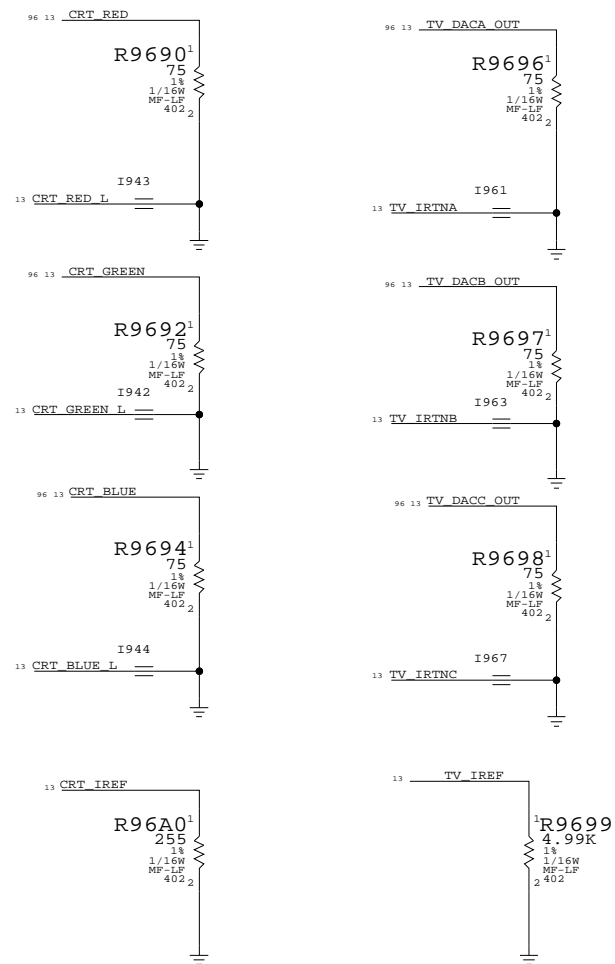 96 13 CRT_RED
R9690 1
75
1%
1/16W
MF-LF
402 2
I943
13 CRT_RED_L
96 13 CRT_GREEN
R9692 1
75
1%
1/16W
MF-LF
402 2
I942
13 CRT_GREEN_L
96 13 CRT_BLUE
R9694 1
75
1%
1/16W
MF-LF
402 2
I944
13 CRT_BLUE_L
13 CRT_IREF
R96A0 1
255
1%
1/16W
MF-LF
402 2
96 13 TV_DACA_OUT
R9696 1
75
1%
1/16W
MF-LF
402 2
I961
13 TV_IRTNA
96 13 TV_DACB_OUT
R9697 1
75
1%
1/16W
MF-LF
402 2
I963
13 TV_IRTNB
96 13 TV_DACC_OUT
R9698 1
75
1%
1/16W
MF-LF
402 2
I967
13 TV_IRTNC
13 TV_IREF
1 R9699
4.99K
1%
1/16W
MF-LF
2 402